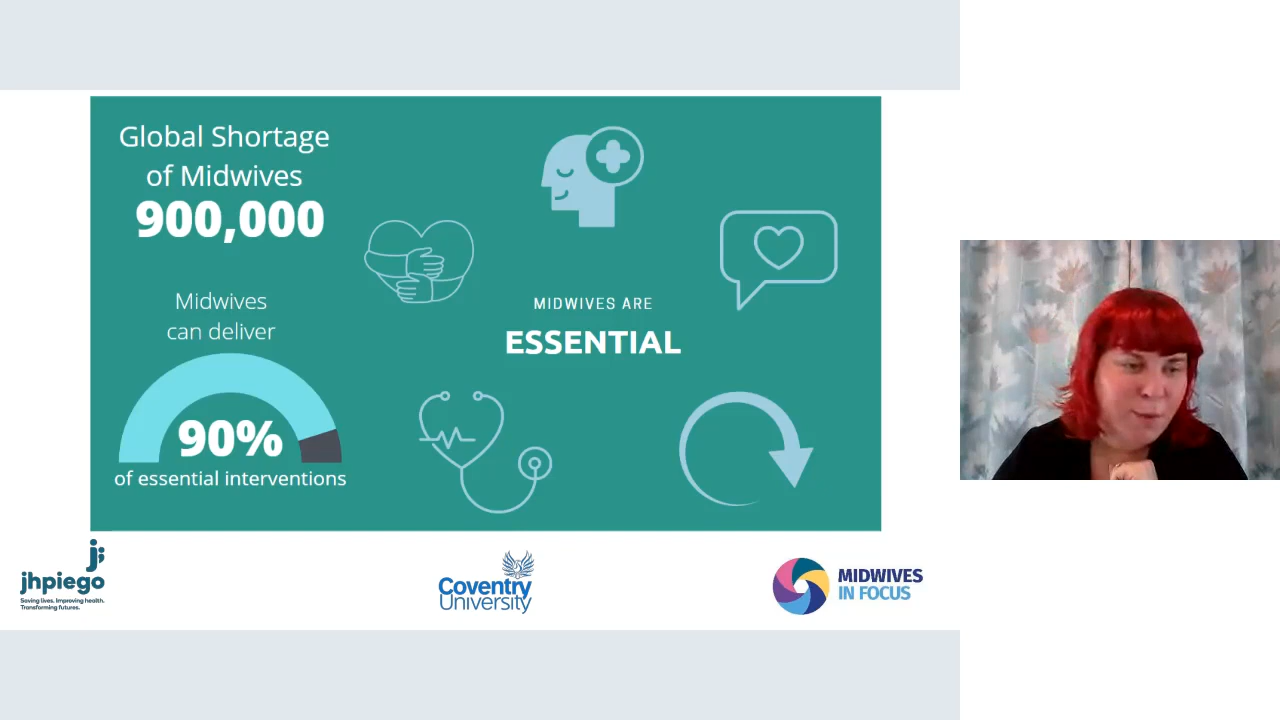 Global Shortage
of Midwives
900,000
Midwives
can deliver
90%
of essential interventions
MIDWIVES ARE
ESSENTIAL
jhpiego
Saving lives. Improving health.
Transforming futures.
Coventry
University
MIDWIVES
IN FOCUS